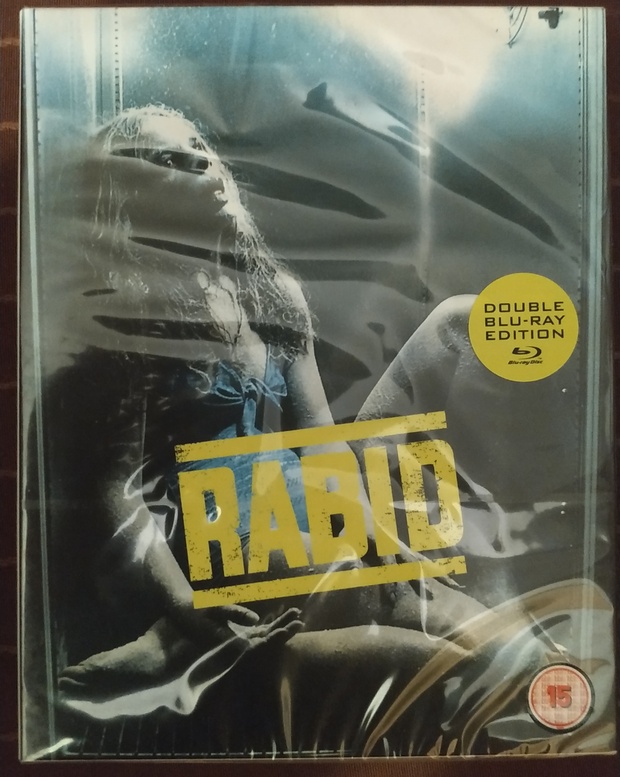 DOUBLE
BLU-RAY
EDITION
Blu-ray Disc
RABID
15